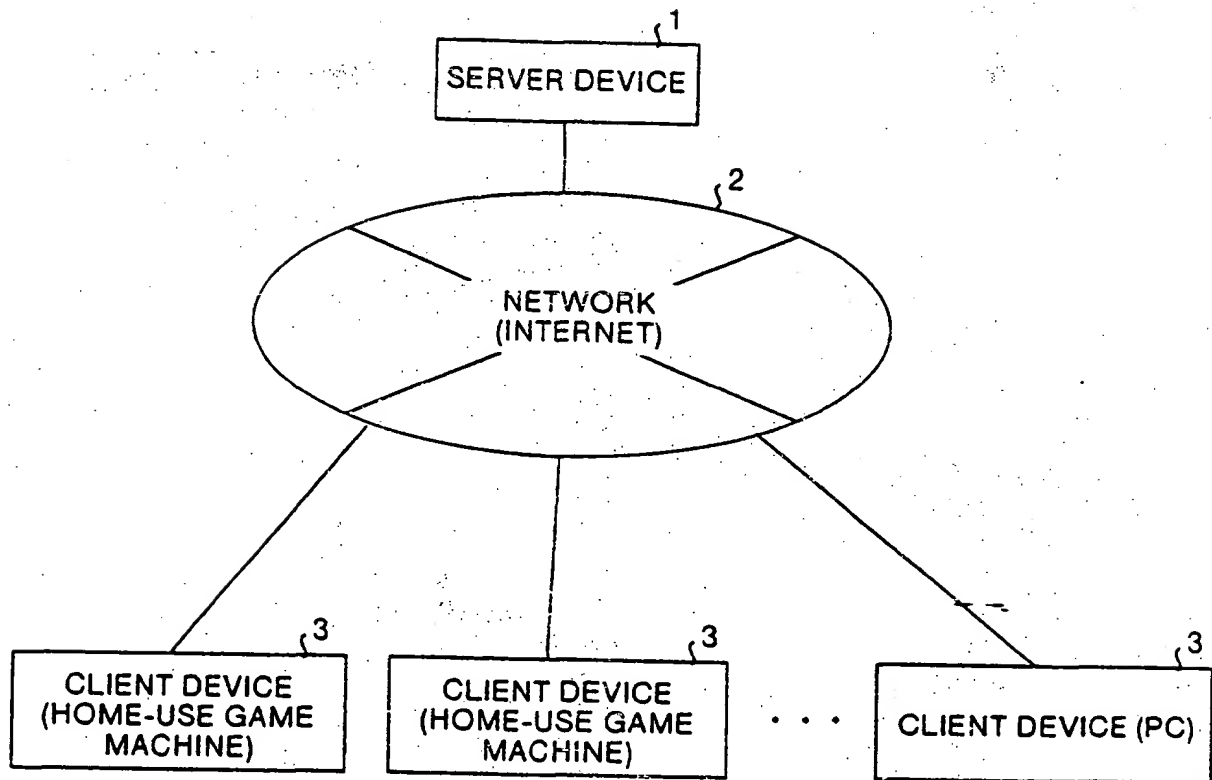 1
SERVER DEVICE
2
NETWORK
(INTERNET)
3
CLIENT DEVICE
(HOME-USE GAME
MACHINE)
3
CLIENT DEVICE
(HOME-USE GAME
MACHINE)
. . .
3
CLIENT DEVICE (PC)